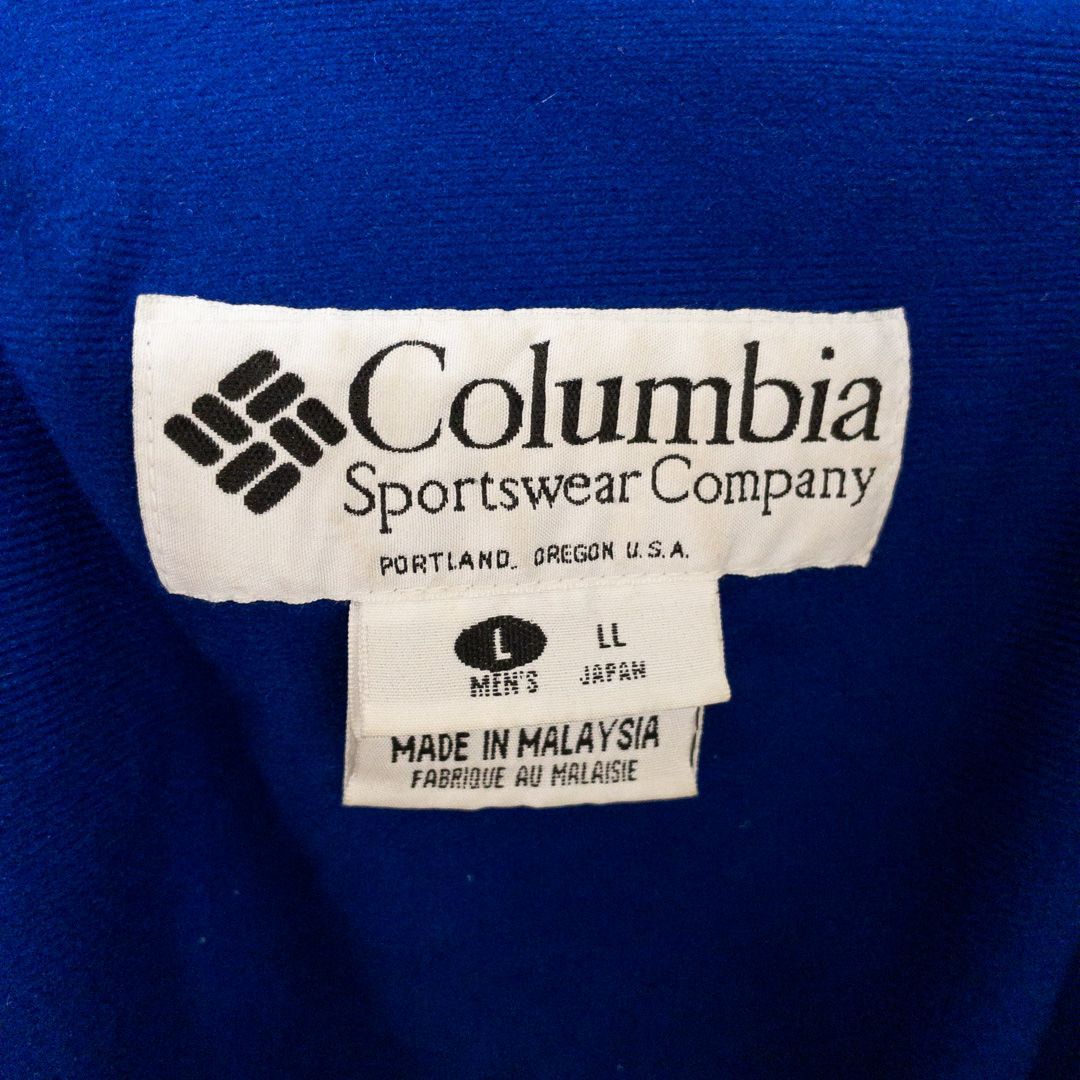 Columbia
Sportswear Company
PORTLAND. OREGON U.S.A.
L LL
MEN'S JAPAN
MADE IN MALAYSIA
FABRIQUE AU MALAISIE